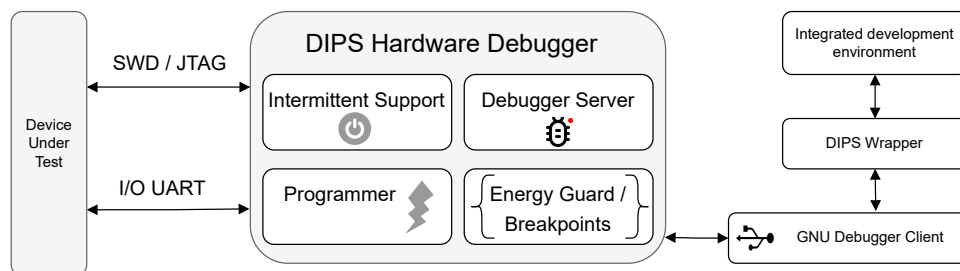 Device
Under
Test
SWD / JTAG
I/O UART
DIPS Hardware Debugger
Intermittent Support
Debugger Server
Programmer
Energy Guard /
Breakpoints
Integrated development
environment
DIPS Wrapper
GNU Debugger Client